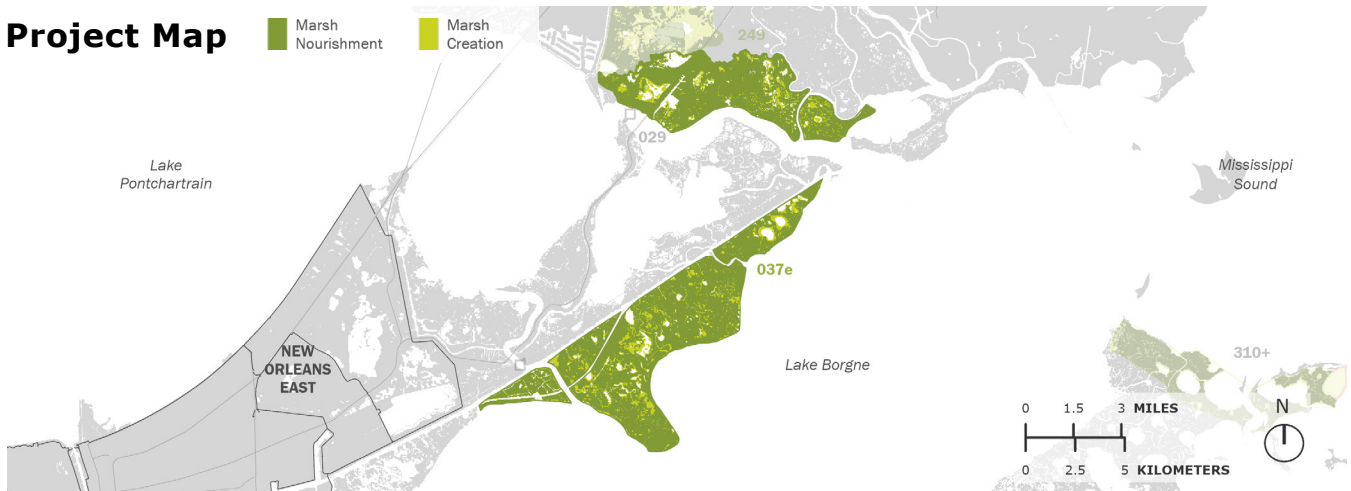 Project Map
Marsh
Nourishment
Marsh
Creation
249
029
Lake
Pontchartrain
Mississippi
Sound
037e
NEW
ORLEANS
EAST
Lake Borgne
310+
0 1.5 3 MILES
0 2.5 5 KILOMETERS
N